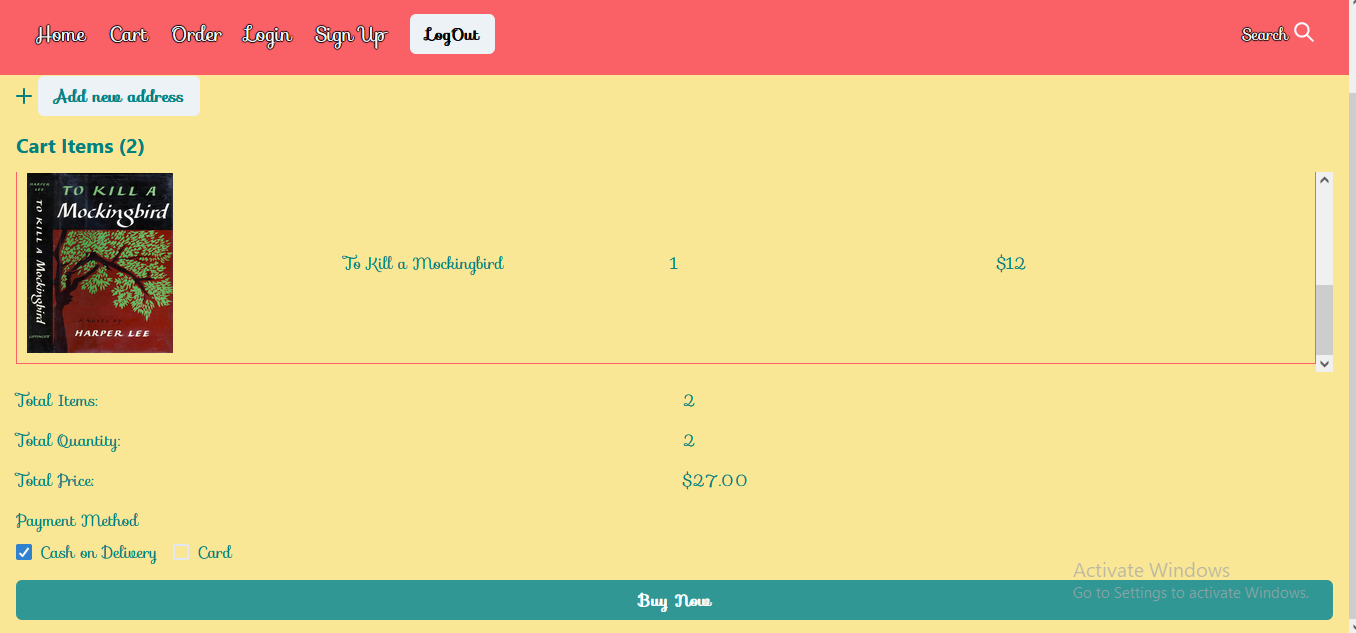 Home Cart Order Login Sign Up LogOut Search
+ Add new address
Cart Items (2)
HARPER LEE
TO KILL A Mockingbird
LIPPINCOTT
TO KILL A
Mockingbird
HARPER LEE
To Kill a Mockingbird 1 $12
Total Items: 2
Total Quantity: 2
Total Price: $27.00
Payment Method
Cash on Delivery Card
Activate Windows
Go to Settings to activate Windows.
Buy Now